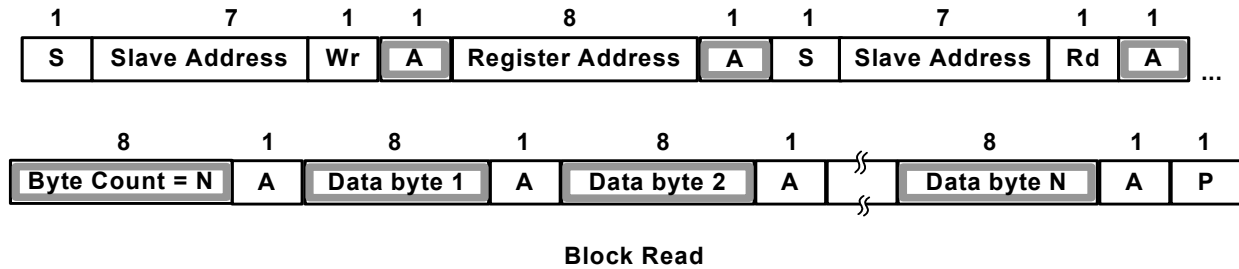 1 7 1 1 8 1 1 7 1 1
S Slave Address Wr A Register Address A S Slave Address Rd A ...
8 1 8 1 8 1 8 1 1
Byte Count = N A Data byte 1 A Data byte 2 A Data byte N A P
Block Read